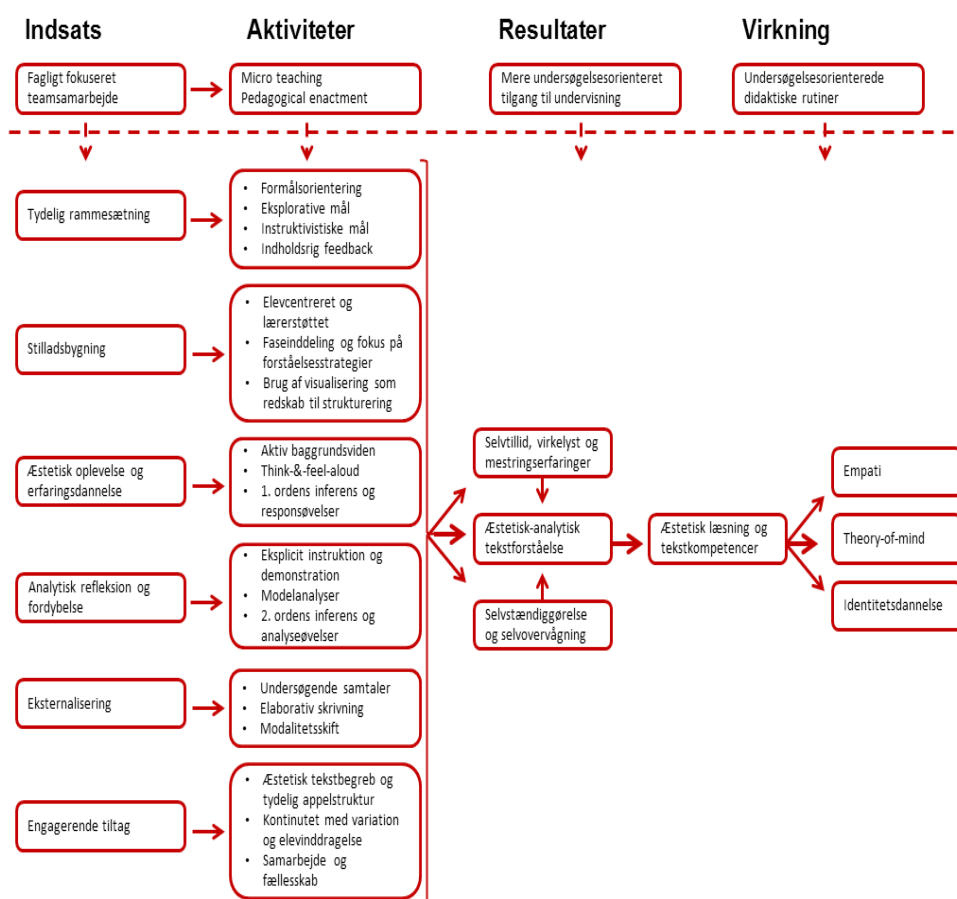 Indsats
Aktiviteter
Resultater
Virkning
Fagligt fokuseret
teamsamarbejde
Micro teaching
Pedagogical enactment
Mere undersøgelsesorienteret
tilgang til undervisning
Undersøgelsesorienterede
didaktiske rutiner
Tydelig rammesætning
• Formålsorientering
• Eksplorative mål
• Instruktivistiske mål
• Indholdsrig feedback
Stilladsbygning
• Elevcentreret og
lærerstøttet
• Faseinddeling og fokus på
forståelsesstrategier
• Brug af visualisering som
redskab til strukturering
Æstetisk oplevelse og
erfaringsdannelse
• Aktiv baggrundsviden
• Think-&-feel-aloud
• 1. ordens inferens og
responsøvelser
Analytisk refleksion og
fordybelse
• Eksplicit instruktion og
demonstration
• Modelanalyser
• 2. ordens inferens og
analyseøvelser
Eksternalisering
• Undersøgende samtaler
• Elaborativ skrivning
• Modalitetsskift
Engagerende tiltag
• Æstetisk tekstbegreb og
tydelig appelstruktur
• Kontinutet med variation
og elevinddragelse
• Samarbejde og
fællesskab
Selvtillid, virkelyst og
mestringserfaringer
Æstetisk-analytisk
tekstforståelse
Selvstændiggørelse
og selvovervågning
Æstetisk læsning og
tekstkompetencer
Empati
Theory-of-mind
Identitetsdannelse